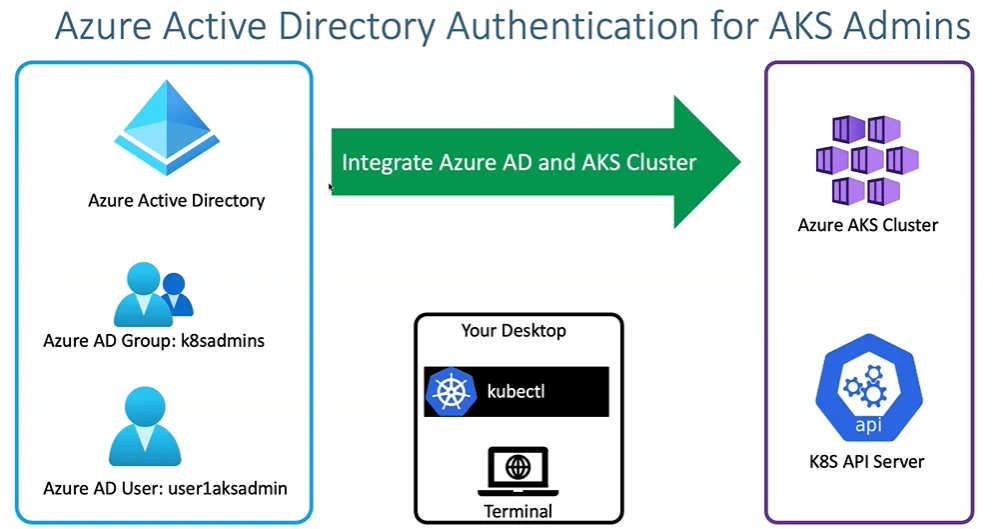 Azure Active Directory Authentication for AKS Admins
Azure Active Directory
Azure AD Group: k8sadmins
Azure AD User: user1aksadmin
Integrate Azure AD and AKS Cluster
Your Desktop
kubectl
Terminal
Azure AKS Cluster
api
K8S API Server